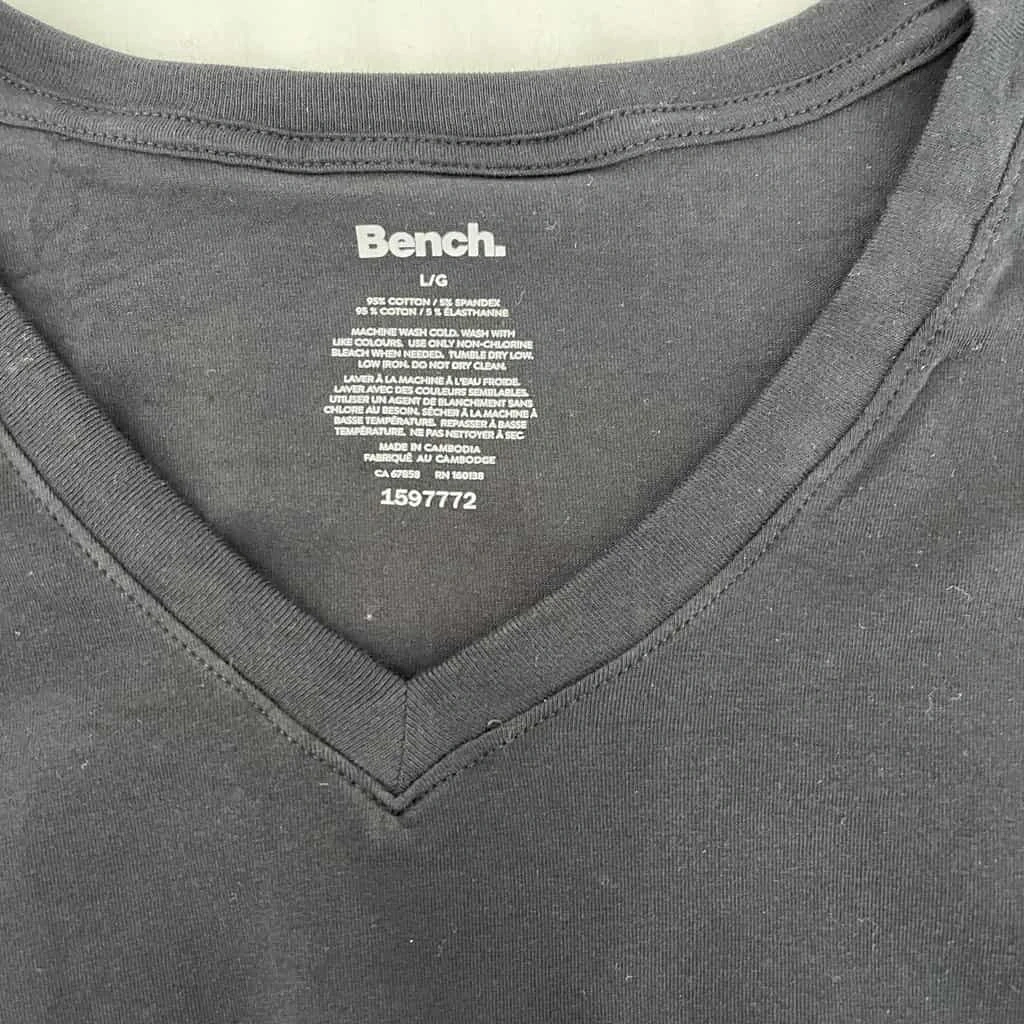 Bench.
L/G
95% COTTON / 5% SPANDEX
95 % COTON / 5 % ÉLASTHANNE
MACHINE WASH COLD. WASH WITH
LIKE COLOURS. USE ONLY NON-CHLORINE
BLEACH WHEN NEEDED. TUMBLE DRY LOW.
LOW IRON. DO NOT DRY CLEAN.
LAVER À LA MACHINE À L'EAU FROIDE.
LAVER AVEC DES COULEURS SEMBLABLES.
UTILISER UN AGENT DE BLANCHIMENT SANS
CHLORE AU BESOIN. SÉCHER À LA MACHINE À
BASSE TEMPÉRATURE. REPASSER À BASSE
TEMPÉRATURE. NE PAS NETTOYER À SEC.
MADE IN CAMBODIA
FABRIQUÉ AU CAMBODGE
CA 67858 RN 160138
1597772